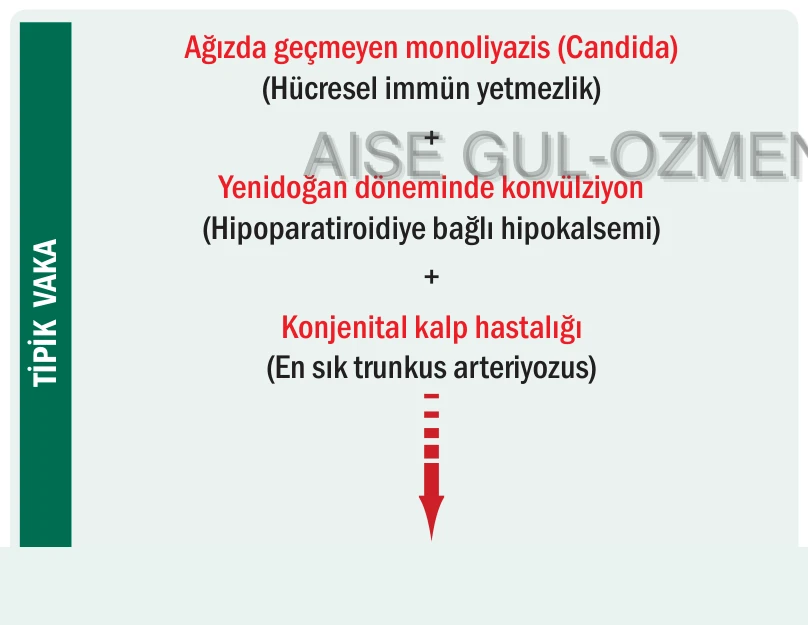 TİPİK VAKA
Ağızda geçmeyen monoliyazis (Candida)
(Hücresel immün yetmezlik)
+
AISE GUL-OZMEN
Yenidoğan döneminde konvülziyon
(Hipoparatiroidiye bağlı hipokalsemi)
+
Konjenital kalp hastalığı
(En sık trunkus arteriyozus)